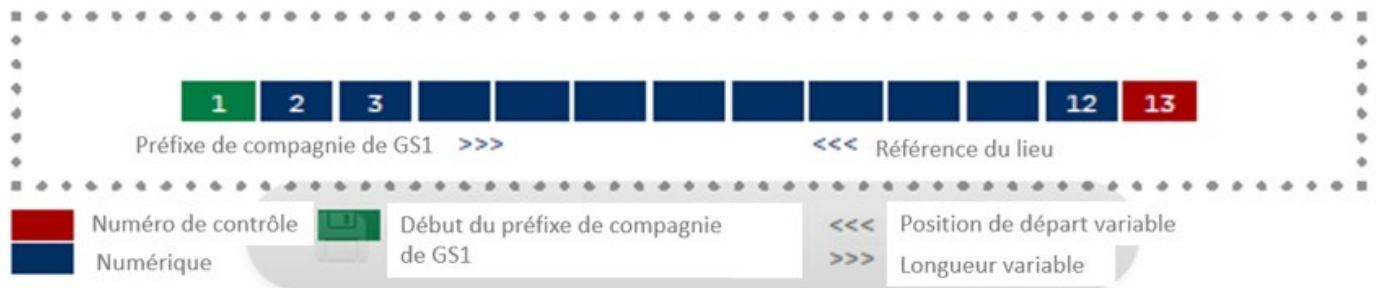 1 2 3 12 13
Préfixe de compagnie de GS1 >>> <<< Référence du lieu
Numéro de contrôle Début du préfixe de compagnie <<< Position de départ variable
Numérique de GS1 >>> Longueur variable